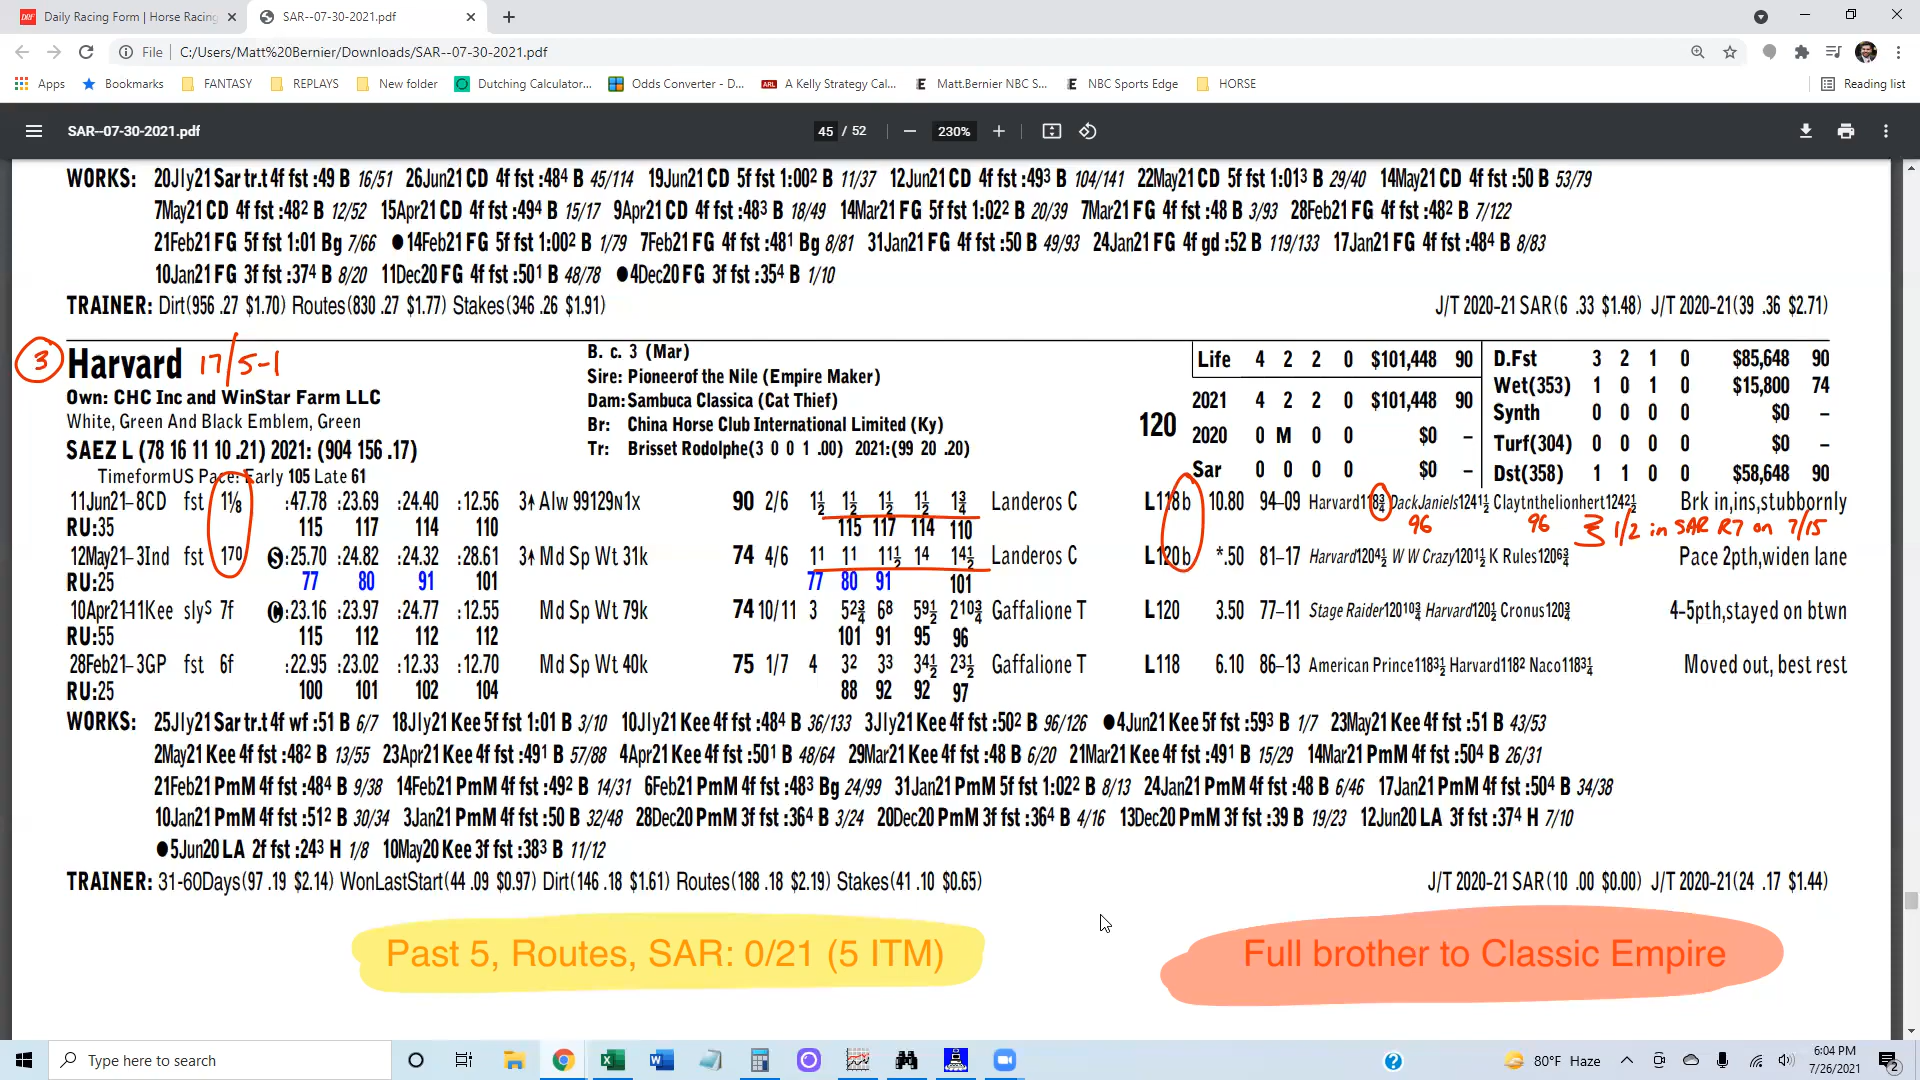 Daily Racing Form | Horse Racing
SAR--07-30-2021.pdf
File C:/Users/Matt%20Bernier/Downloads/SAR--07-30-2021.pdf
Apps Bookmarks FANTASY REPLAYS New folder Dutching Calculator... Odds Converter - D... ARL A Kelly Strategy Cal... Matt.Bernier NBC S... NBC Sports Edge HORSE Reading list
SAR--07-30-2021.pdf 45 / 52 230%
WORKS: 20Jly21 Sar tr.t 4f fst :49 B 16/51 26Jun21 CD 4f fst :48⁴ B 45/114 19Jun21 CD 5f fst 1:00² B 11/37 12Jun21 CD 4f fst :49³ B 104/141 22May21 CD 5f fst 1:01³ B 29/40 14May21 CD 4f fst :50 B 53/79
7May21 CD 4f fst :48² B 12/52 15Apr21 CD 4f fst :49⁴ B 15/17 9Apr21 CD 4f fst :48³ B 18/49 14Mar21 FG 5f fst 1:02² B 20/39 7Mar21 FG 4f fst :48 B 3/93 28Feb21 FG 4f fst :48² B 7/122
21Feb21 FG 5f fst 1:01 Bg 7/66 ●14Feb21 FG 5f fst 1:00² B 1/79 7Feb21 FG 4f fst :48¹ Bg 8/81 31Jan21 FG 4f fst :50 B 49/93 24Jan21 FG 4f gd :52 B 119/133 17Jan21 FG 4f fst :48⁴ B 8/83
10Jan21 FG 3f fst :37⁴ B 8/20 11Dec20 FG 4f fst :50¹ B 48/78 ●4Dec20 FG 3f fst :35⁴ B 1/10
TRAINER: Dirt(956 .27 $1.70) Routes(830 .27 $1.77) Stakes(346 .26 $1.91) J/T 2020-21 SAR(6 .33 $1.48) J/T 2020-21(39 .36 $2.71)
3 Harvard 17/5-1
Own: CHC Inc and WinStar Farm LLC
White, Green And Black Emblem, Green
SAEZ L (78 16 11 10 .21) 2021: (904 156 .17)
TimeformUS Pace: Early 105 Late 61
B. c. 3 (Mar)
Sire: Pioneerof the Nile (Empire Maker)
Dam: Sambuca Classica (Cat Thief)
Br: China Horse Club International Limited (Ky)
Tr: Brisset Rodolphe(3 0 0 1 .00) 2021:(99 20 .20)
120
Life 4 2 2 0 $101,448 90
2021 4 2 2 0 $101,448 90
2020 0 M 0 0 $0 –
Sar 0 0 0 0 $0 –
D.Fst 3 2 1 0 $85,648 90
Wet(353) 1 0 1 0 $15,800 74
Synth 0 0 0 0 $0 –
Turf(304) 0 0 0 0 $0 –
Dst(358) 1 1 0 0 $58,648 90
11Jun21–8CD fst 1⅛ :47.78 :23.69 :24.40 :12.56 3↑ Alw 99129N1x 90 2/6 1½ 1½ 1½ 1½ 1¾ Landeros C L118b 10.80 94–09 Harvard118¾ DackJaniels1241½ Claytnthelionhert1242½ Brk in,ins,stubbornly
RU:35 115 117 114 110 115 117 114 110 96 96 3 1/2 in SAR R7 on 7/15
12May21–3Ind fst 170 S :25.70 :24.82 :24.32 :28.61 3↑ Md Sp Wt 31k 74 4/6 1¹ 1¹ 11½ 1⁴ 14½ Landeros C L120b *.50 81–17 Harvard1204½ W W Crazy1201½ K Rules1206¾ Pace 2pth,widen lane
RU:25 77 80 91 101 77 80 91 101
10Apr21–11Kee slyS 7f C :23.16 :23.97 :24.77 :12.55 Md Sp Wt 79k 74 10/11 3 52¾ 6⁸ 59½ 210¾ Gaffalione T L120 3.50 77–11 Stage Raider12010¾ Harvard120½ Cronus120¾ 4-5pth,stayed on btwn
RU:55 115 112 112 112 101 91 95 96
28Feb21–3GP fst 6f :22.95 :23.02 :12.33 :12.70 Md Sp Wt 40k 75 1/7 4 3² 3³ 34½ 23½ Gaffalione T L118 6.10 86–13 American Prince1183½ Harvard118² Naco1183¼ Moved out, best rest
RU:25 100 101 102 104 88 92 92 97
WORKS: 25Jly21 Sar tr.t 4f wf :51 B 6/7 18Jly21 Kee 5f fst 1:01 B 3/10 10Jly21 Kee 4f fst :48⁴ B 36/133 3Jly21 Kee 4f fst :50² B 96/126 ●4Jun21 Kee 5f fst :59³ B 1/7 23May21 Kee 4f fst :51 B 43/53
2May21 Kee 4f fst :48² B 13/55 23Apr21 Kee 4f fst :49¹ B 57/88 4Apr21 Kee 4f fst :50¹ B 48/64 29Mar21 Kee 4f fst :48 B 6/20 21Mar21 Kee 4f fst :49¹ B 15/29 14Mar21 PmM 4f fst :50⁴ B 26/31
21Feb21 PmM 4f fst :48⁴ B 9/38 14Feb21 PmM 4f fst :49² B 14/31 6Feb21 PmM 4f fst :48³ Bg 24/99 31Jan21 PmM 5f fst 1:02² B 8/13 24Jan21 PmM 4f fst :48 B 6/46 17Jan21 PmM 4f fst :50⁴ B 34/38
10Jan21 PmM 4f fst :51² B 30/34 3Jan21 PmM 4f fst :50 B 32/48 28Dec20 PmM 3f fst :36⁴ B 3/24 20Dec20 PmM 3f fst :36⁴ B 4/16 13Dec20 PmM 3f fst :39 B 19/23 12Jun20 LA 3f fst :37⁴ H 7/10
●5Jun20 LA 2f fst :24³ H 1/8 10May20 Kee 3f fst :38³ B 11/12
TRAINER: 31-60Days(97 .19 $2.14) WonLastStart(44 .09 $0.97) Dirt(146 .18 $1.61) Routes(188 .18 $2.19) Stakes(41 .10 $0.65) J/T 2020-21 SAR(10 .00 $0.00) J/T 2020-21(24 .17 $1.44)
Past 5, Routes, SAR: 0/21 (5 ITM)
Full brother to Classic Empire
Type here to search
80°F Haze
6:04 PM
7/26/2021
2